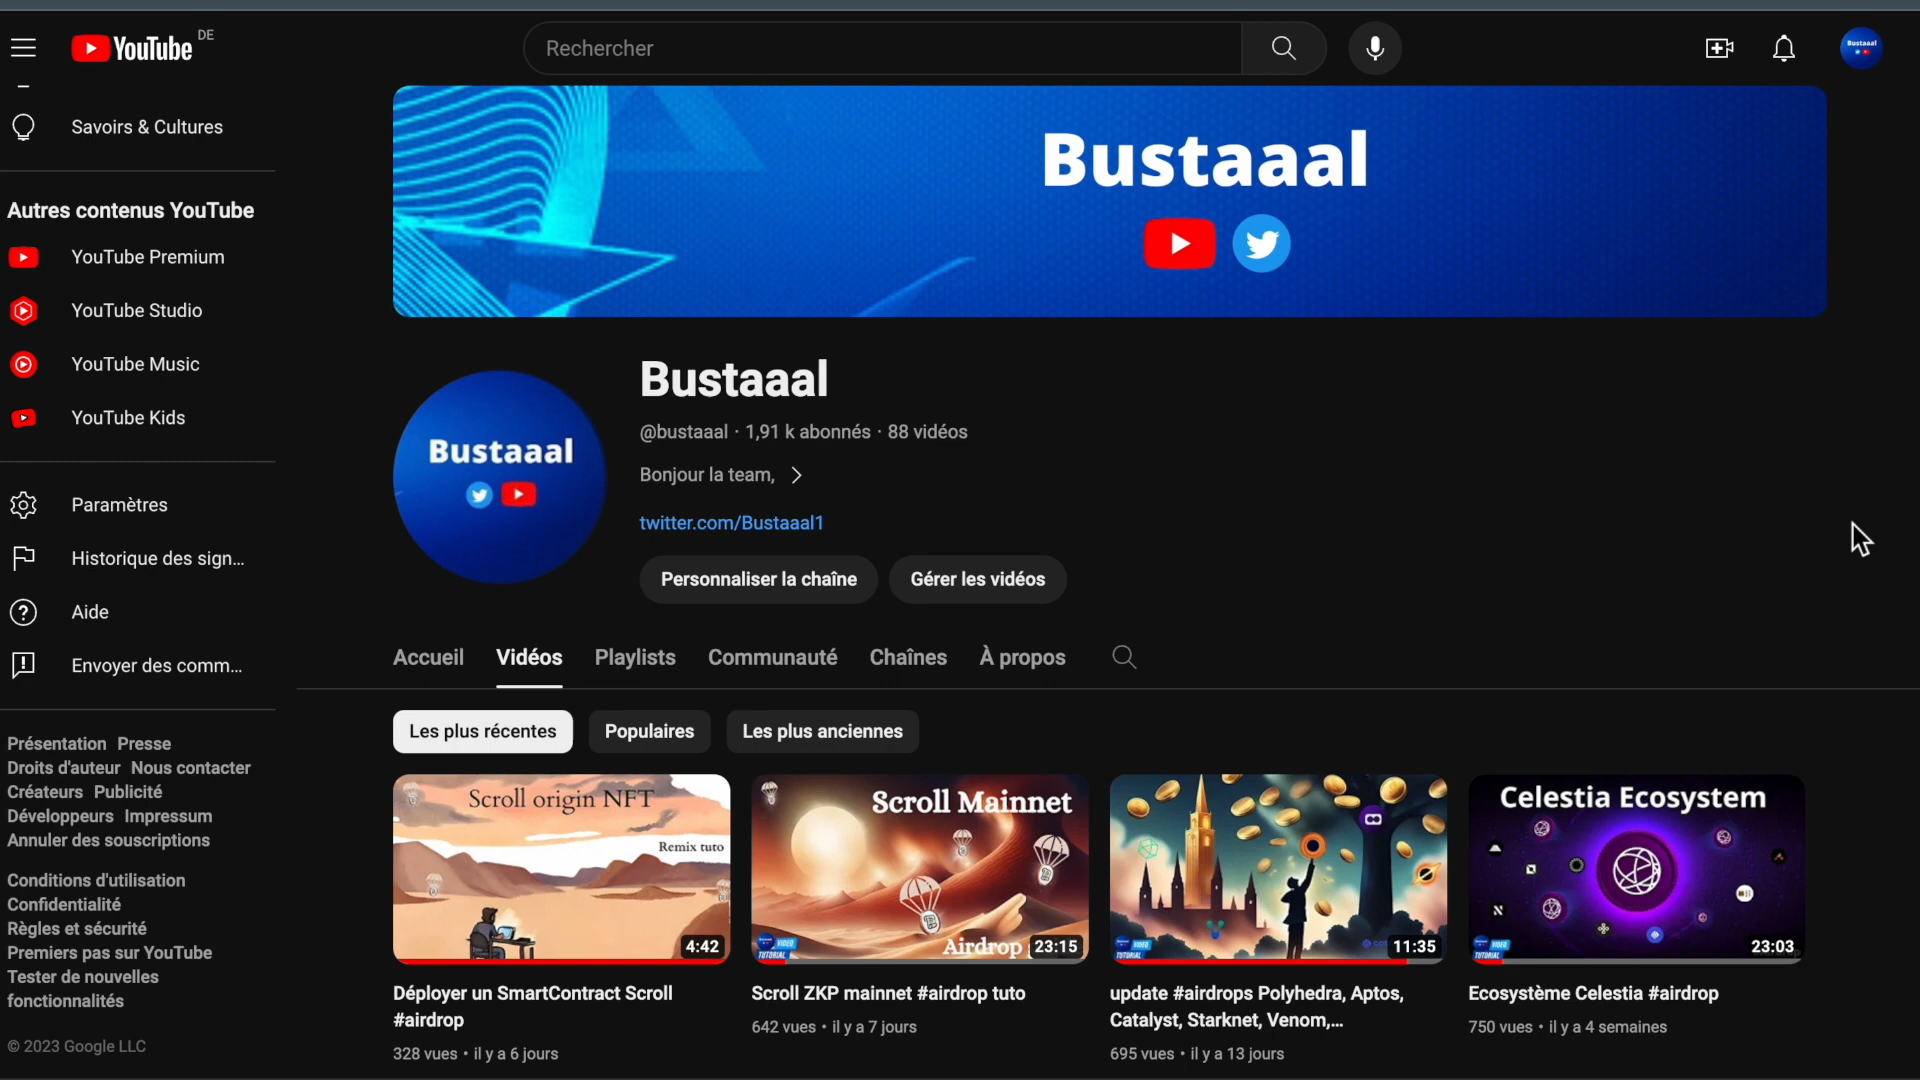 YouTube DE
Rechercher
Bustaaal
Savoirs & Cultures
Autres contenus YouTube
YouTube Premium
YouTube Studio
YouTube Music
YouTube Kids
Paramètres
Historique des sign...
Aide
Envoyer des comm...
Présentation Presse
Droits d'auteur Nous contacter
Créateurs Publicité
Développeurs Impressum
Annuler des souscriptions
Conditions d'utilisation
Confidentialité
Règles et sécurité
Premiers pas sur YouTube
Tester de nouvelles
fonctionnalités
© 2023 Google LLC
Bustaaal
Bustaaal
Bustaaal
@bustaaal · 1,91 k abonnés · 88 vidéos
Bonjour la team,
twitter.com/Bustaaal1
Personnaliser la chaîne Gérer les vidéos
Accueil Vidéos Playlists Communauté Chaînes À propos
Les plus récentes Populaires Les plus anciennes
Scroll origin NFT
Remix tuto
4:42
Déployer un SmartContract Scroll
#airdrop
328 vues • il y a 6 jours
Scroll Mainnet
Airdrop
VIDEO
TUTORIAL
23:15
Scroll ZKP mainnet #airdrop tuto
642 vues • il y a 7 jours
VIDEO
TUTORIAL
11:35
update #airdrops Polyhedra, Aptos,
Catalyst, Starknet, Venom,...
695 vues • il y a 13 jours
Celestia Ecosystem
VIDEO
TUTORIAL
23:03
Ecosystème Celestia #airdrop
750 vues • il y a 4 semaines